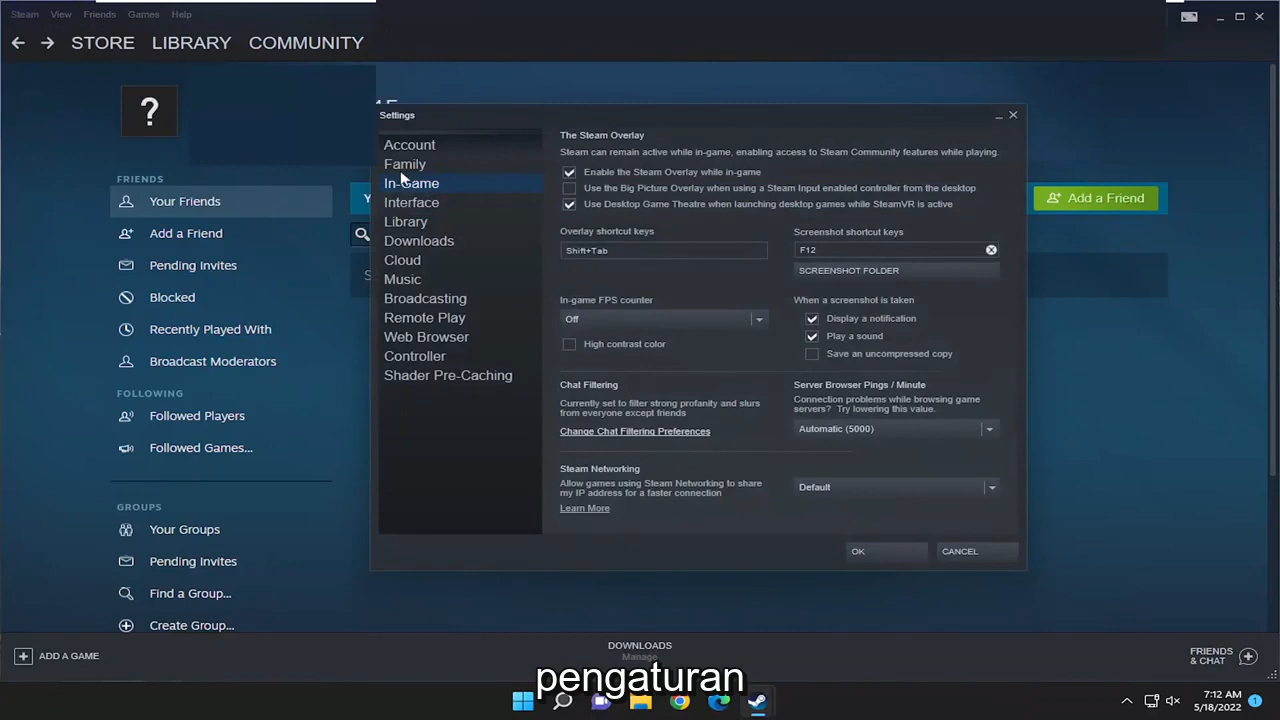 Steam View Friends Games Help
STORE LIBRARY COMMUNITY
?
FRIENDS
Your Friends
Add a Friend
Pending Invites
Blocked
Recently Played With
Broadcast Moderators
FOLLOWING
Followed Players
Followed Games...
GROUPS
Your Groups
Pending Invites
Find a Group...
Create Group...
Add a Friend
Settings
Account
Family
In-Game
Interface
Library
Downloads
Cloud
Music
Broadcasting
Remote Play
Web Browser
Controller
Shader Pre-Caching
The Steam Overlay
Steam can remain active while in-game, enabling access to Steam Community features while playing.
Enable the Steam Overlay while in-game
Use the Big Picture Overlay when using a Steam Input enabled controller from the desktop
Use Desktop Game Theatre when launching desktop games while SteamVR is active
Overlay shortcut keys
Shift+Tab
Screenshot shortcut keys
F12
SCREENSHOT FOLDER
In-game FPS counter
Off
High contrast color
When a screenshot is taken
Display a notification
Play a sound
Save an uncompressed copy
Chat Filtering
Currently set to filter strong profanity and slurs
from everyone except friends
Change Chat Filtering Preferences
Server Browser Pings / Minute
Connection problems while browsing game
servers? Try lowering this value.
Automatic (5000)
Steam Networking
Allow games using Steam Networking to share
my IP address for a faster connection
Learn More
Default
OK CANCEL
ADD A GAME
DOWNLOADS
Manage
FRIENDS
& CHAT
pengaturan
7:12 AM
5/18/2022
1